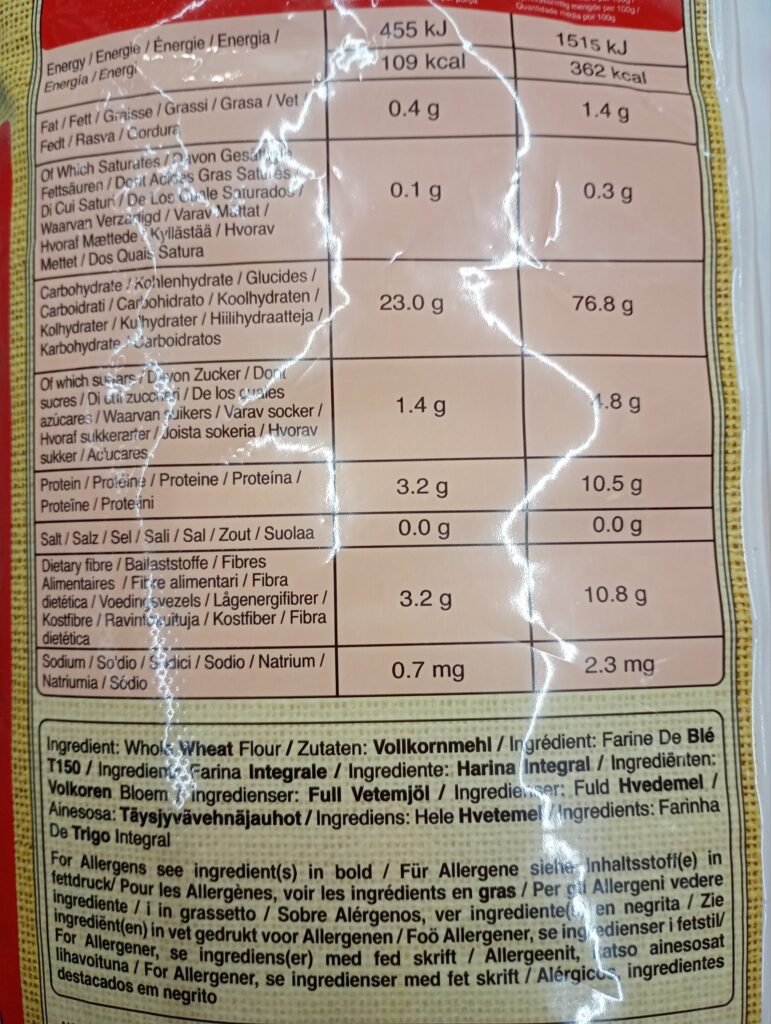 Quantidade média por 100g
Energy / Energie / Énergie / Energia /
Energía / Energi
455 kJ
1515 kJ
109 kcal
362 kcal
Fat / Fett / Graisse / Grassi / Grasa / Vet /
Fedt / Rasva / Gordura
0.4 g
1.4 g
Of Which Saturates / Davon
Fettsäuren / Dont Acides Gras Saturés /
Di Cui Saturi / De Los Cuale Saturados /
Waarvan Verzadigd / Varav Mättat /
Hvoraf Mættede / Kyllästää / Hvorav
Mettet / Dos Quais Satura
0.1 g
0.3 g
Carbohydrate / Kohlenhydrate / Glucides /
Carboidrati / Carbohidrato / Koolhydraten /
Kolhydrater / Kulhydrater / Hiilihydraatteja /
Karbohydrate / Carboidratos
23.0 g
76.8 g
Of which sugars / Davon Zucker / Dont
sucres / Di cui zuccheri / De los cuales
azúcares / Waarvan suikers / Varav socker /
Hvoraf sukkerarter / Joista sokeria / Hvorav
sukker / Ac'ucares
1.4 g
4.8 g
Protein / Protéine / Proteine / Proteína /
Proteïne / Proteiini
3.2 g
10.5 g
Salt / Salz / Sel / Sali / Sal / Zout / Suolaa
0.0 g
0.0 g
Dietary fibre / Ballaststoffe / Fibres
Alimentaires / Fibre alimentari / Fibra
dietética / Voedingsvezels / Lågenergifibrer /
Kostfibre / / Kostfiber / Fibra
dietética
3.2 g
10.8 g
Sodium / So'dio / Sodici / Sodio / Natrium /
Natriumia / Sódio
0.7 mg
2.3 mg
Ingredient: Whole Wheat Flour / Zutaten: Vollkornmehl / Ingrédient: Farine De Blé
T150 / Farina Integrale / Ingrediente: Harina Integral / Ingrediënten:
Volkoren Bloem / ingredienser: Full Vetemjöl / Ingredienser: Fuld Hvedemel /
Ainesosa: Täysjyvävehnäjauhot / Ingrediens: Hele Hvetemel / Ingredients: Farinha
De Trigo Integral
For Allergens see ingredient(s) in bold / Für Allergene siehe Inhaltsstoff(e) in
fettdruck/ Pour les Allergènes, voir les ingrédients en gras / Per gli Allergeni vedere
ingrediente / i in grassetto / Sobre Alérgenos, ver en negrita / Zie
ingrediënt(en) in vet gedrukt voor Allergenen / Foö Allergener, se ingredienser i fetstil/
For Allergener, se ingrediens(er) med fed skrift / Allergeenit, katso ainesosat
lihavoituna / For Allergener, se ingredienser med fet skrift / Alérgicos, ingredientes
destacados em negrito